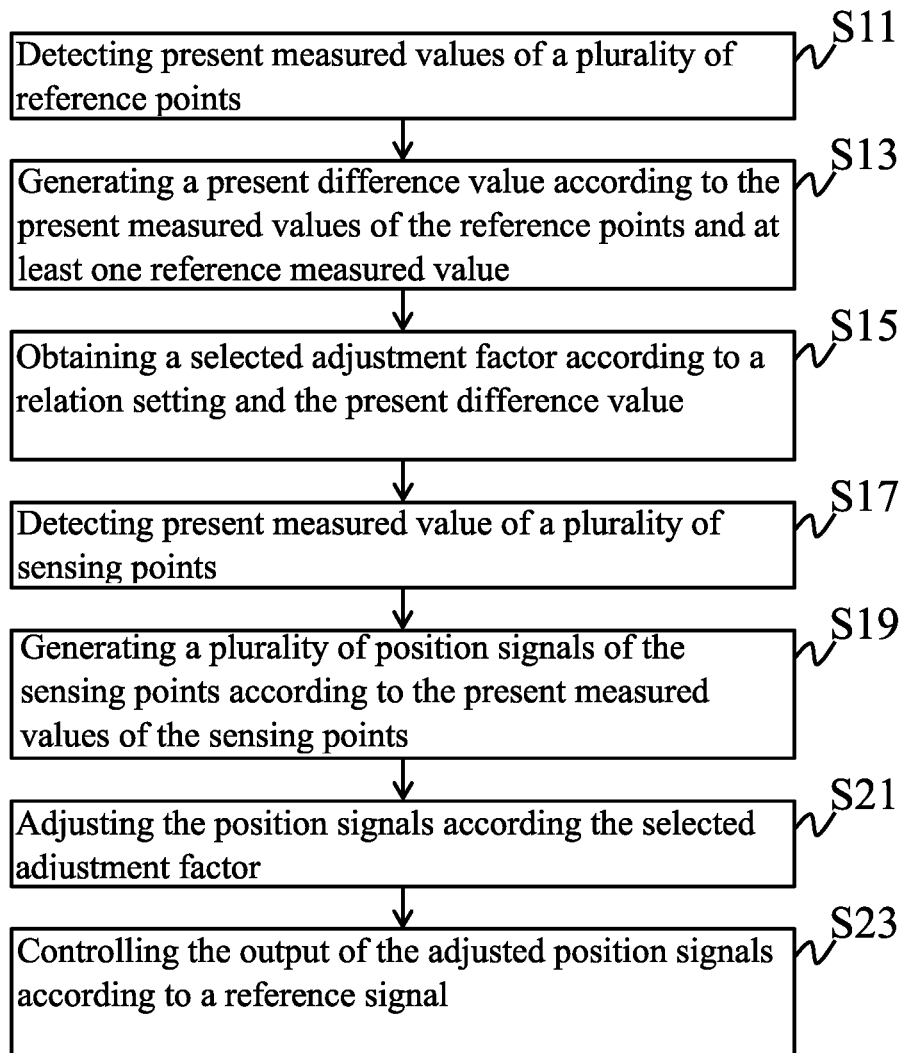 S11
Detecting present measured values of a plurality of
reference points
S13
Generating a present difference value according to the
present measured values of the reference points and at
least one reference measured value
S15
Obtaining a selected adjustment factor according to a
relation setting and the present difference value
S17
Detecting present measured value of a plurality of
sensing points
S19
Generating a plurality of position signals of the
sensing points according to the present measured
values of the sensing points
S21
Adjusting the position signals according the selected
adjustment factor
S23
Controlling the output of the adjusted position signals
according to a reference signal